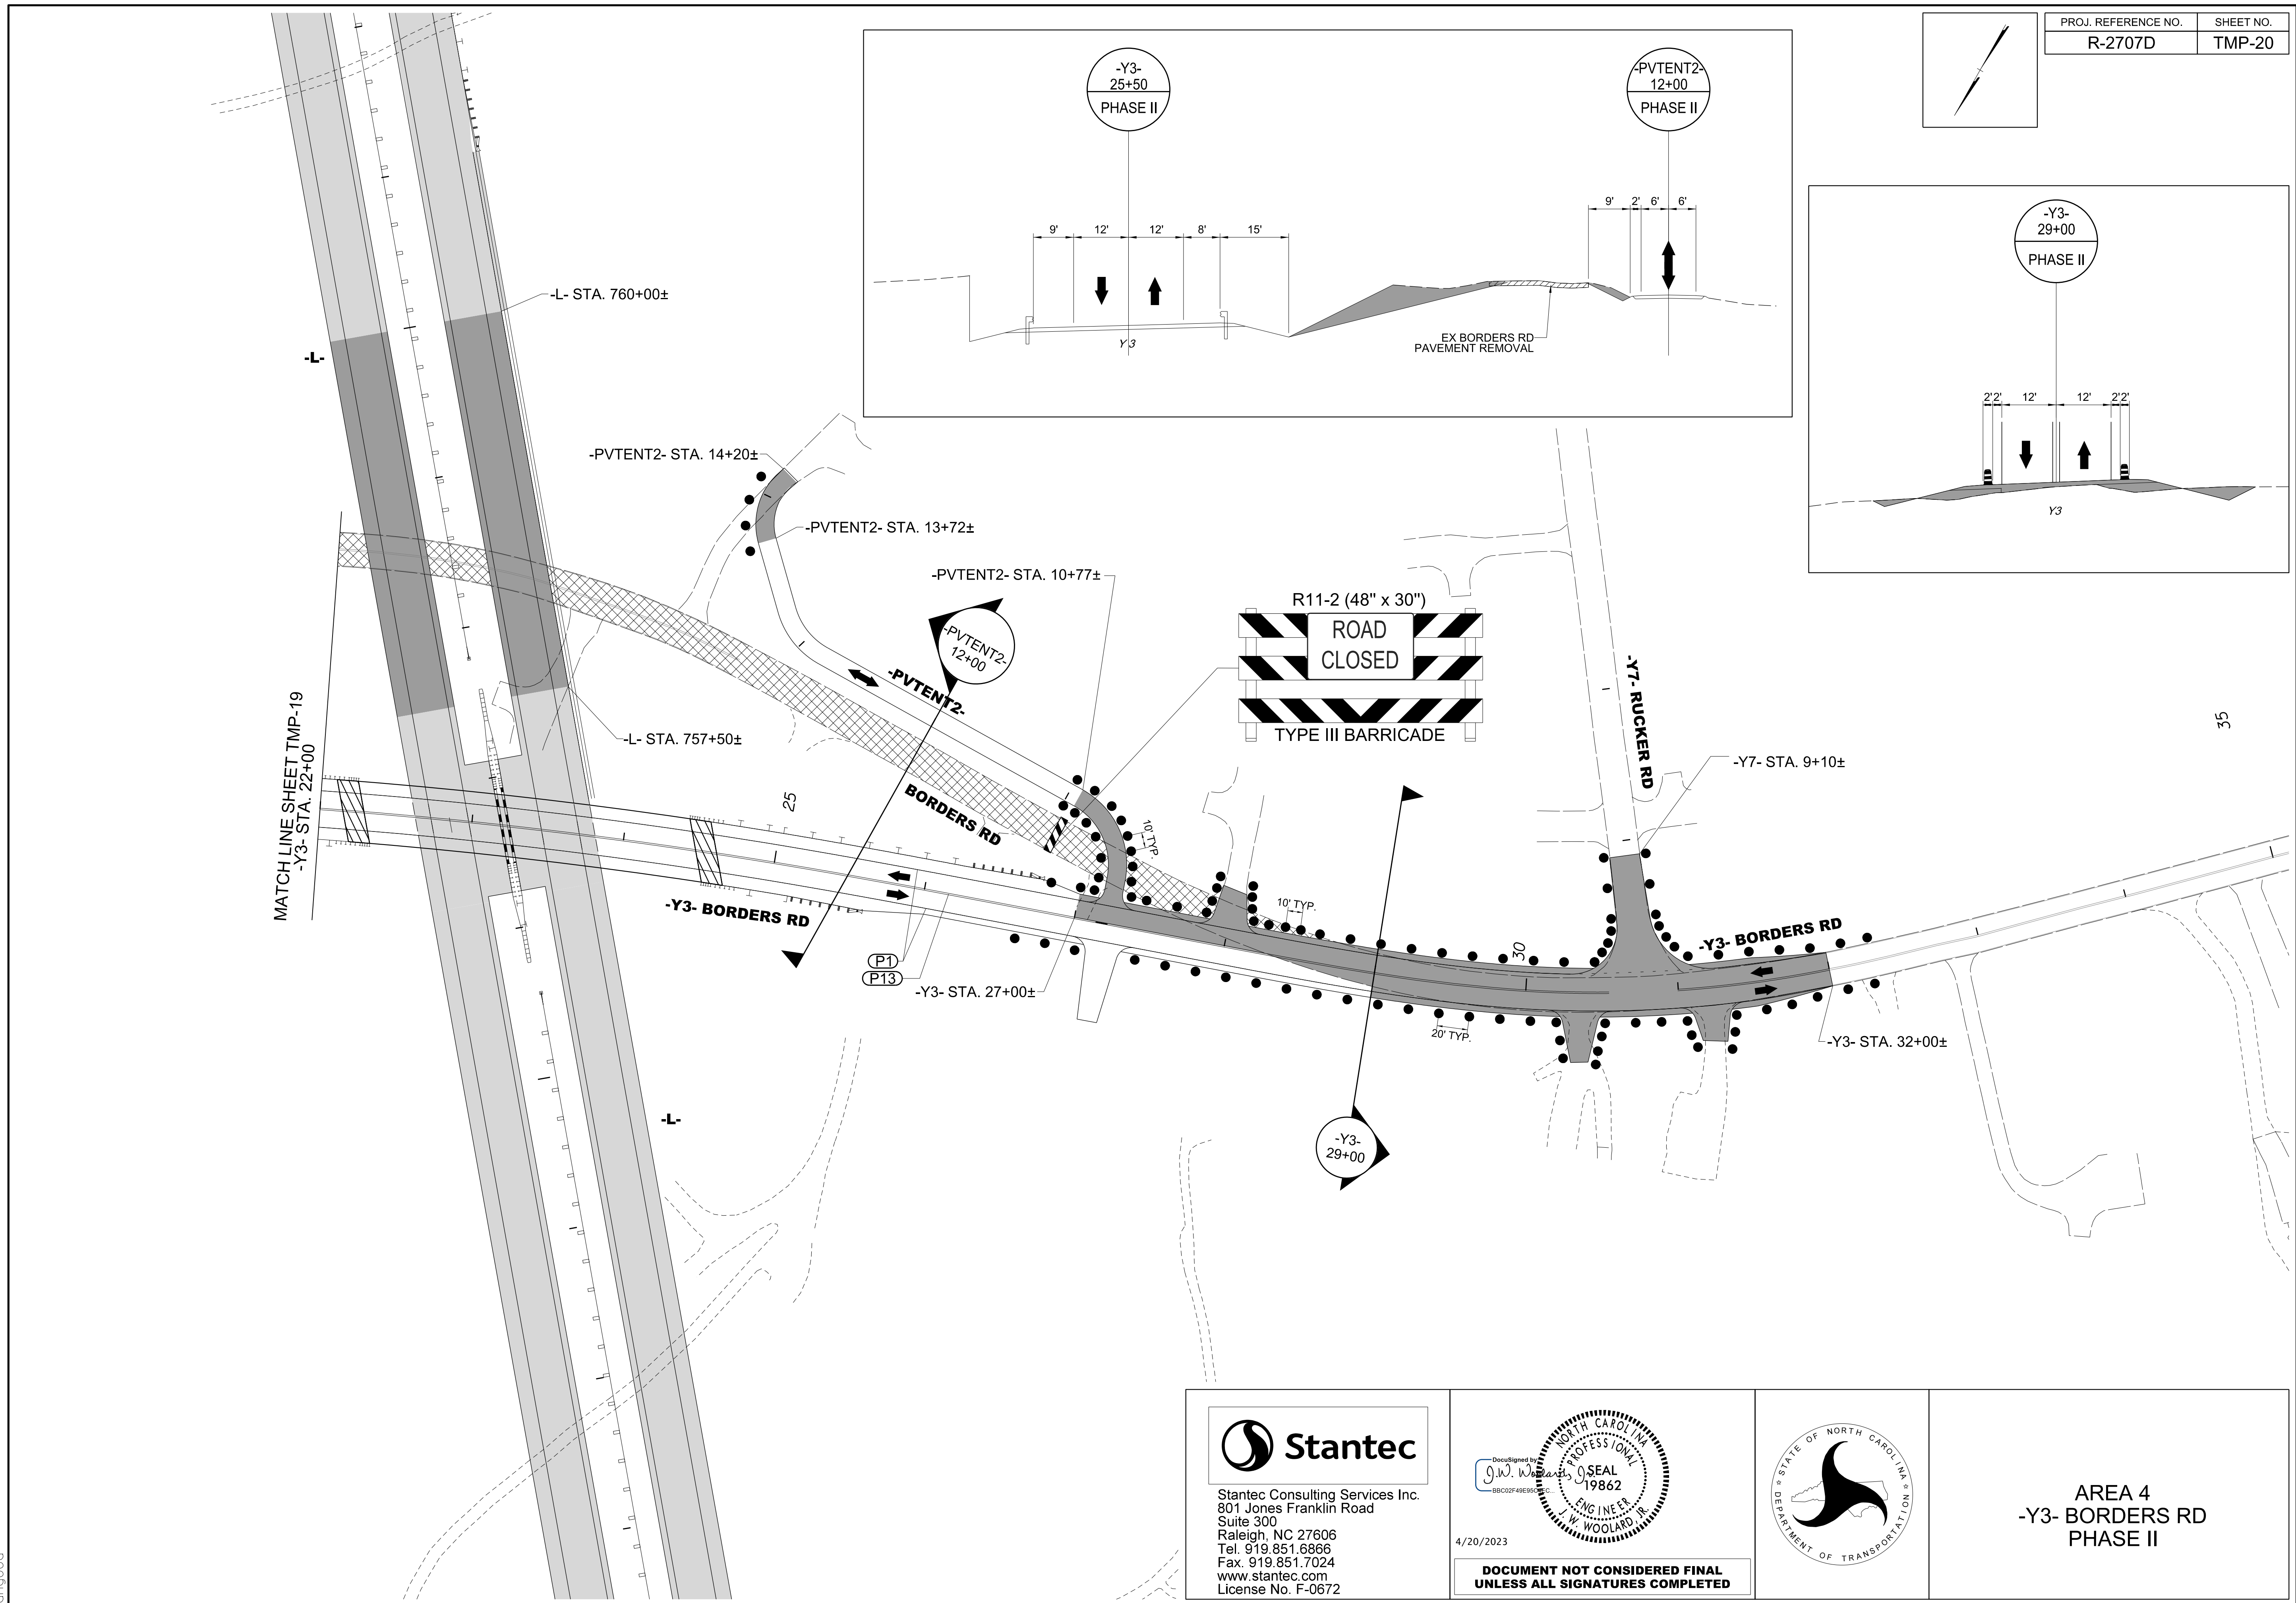 PROJ. REFERENCE NO.
SHEET NO.
R-2707D
TMP-20
-Y3-
25+50
PHASE II
-PVTENT2-
12+00
PHASE II
9'
12'
12'
8'
15'
9'
2'
6'
6'
Y 3
EX BORDERS RD
PAVEMENT REMOVAL
-Y3-
29+00
PHASE II
2'
2'
12'
12'
2'
2'
Y3
-L- STA. 760+00±
-L-
-PVTENT2- STA. 14+20±
-PVTENT2- STA. 13+72±
-PVTENT2- STA. 10+77±
-PVTENT2-
12+00
-PVTENT2-
R11-2 (48" x 30")
ROAD
CLOSED
TYPE III BARRICADE
-Y7- RUCKER RD
-Y7- STA. 9+10±
35
MATCH LINE SHEET TMP-19
-Y3- STA. 22+00
-L- STA. 757+50±
25
BORDERS RD
10' TYP.
10' TYP.
-Y3- BORDERS RD
30
-Y3- BORDERS RD
P1
P13
-Y3- STA. 27+00±
20' TYP.
-Y3- STA. 32+00±
-L-
-Y3-
29+00
Stantec
Stantec Consulting Services Inc.
801 Jones Franklin Road
Suite 300
Raleigh, NC 27606
Tel. 919.851.6866
Fax. 919.851.7024
www.stantec.com
License No. F-0672
DocuSigned by:
J.W. Woolard, Jr.
NORTH CAROLINA
PROFESSIONAL
SEAL
19862
ENGINEER
J. W. WOOLARD, JR.
4/20/2023
DOCUMENT NOT CONSIDERED FINAL
UNLESS ALL SIGNATURES COMPLETED
STATE OF NORTH CAROLINA
DEPARTMENT OF TRANSPORTATION
AREA 4
-Y3- BORDERS RD
PHASE II